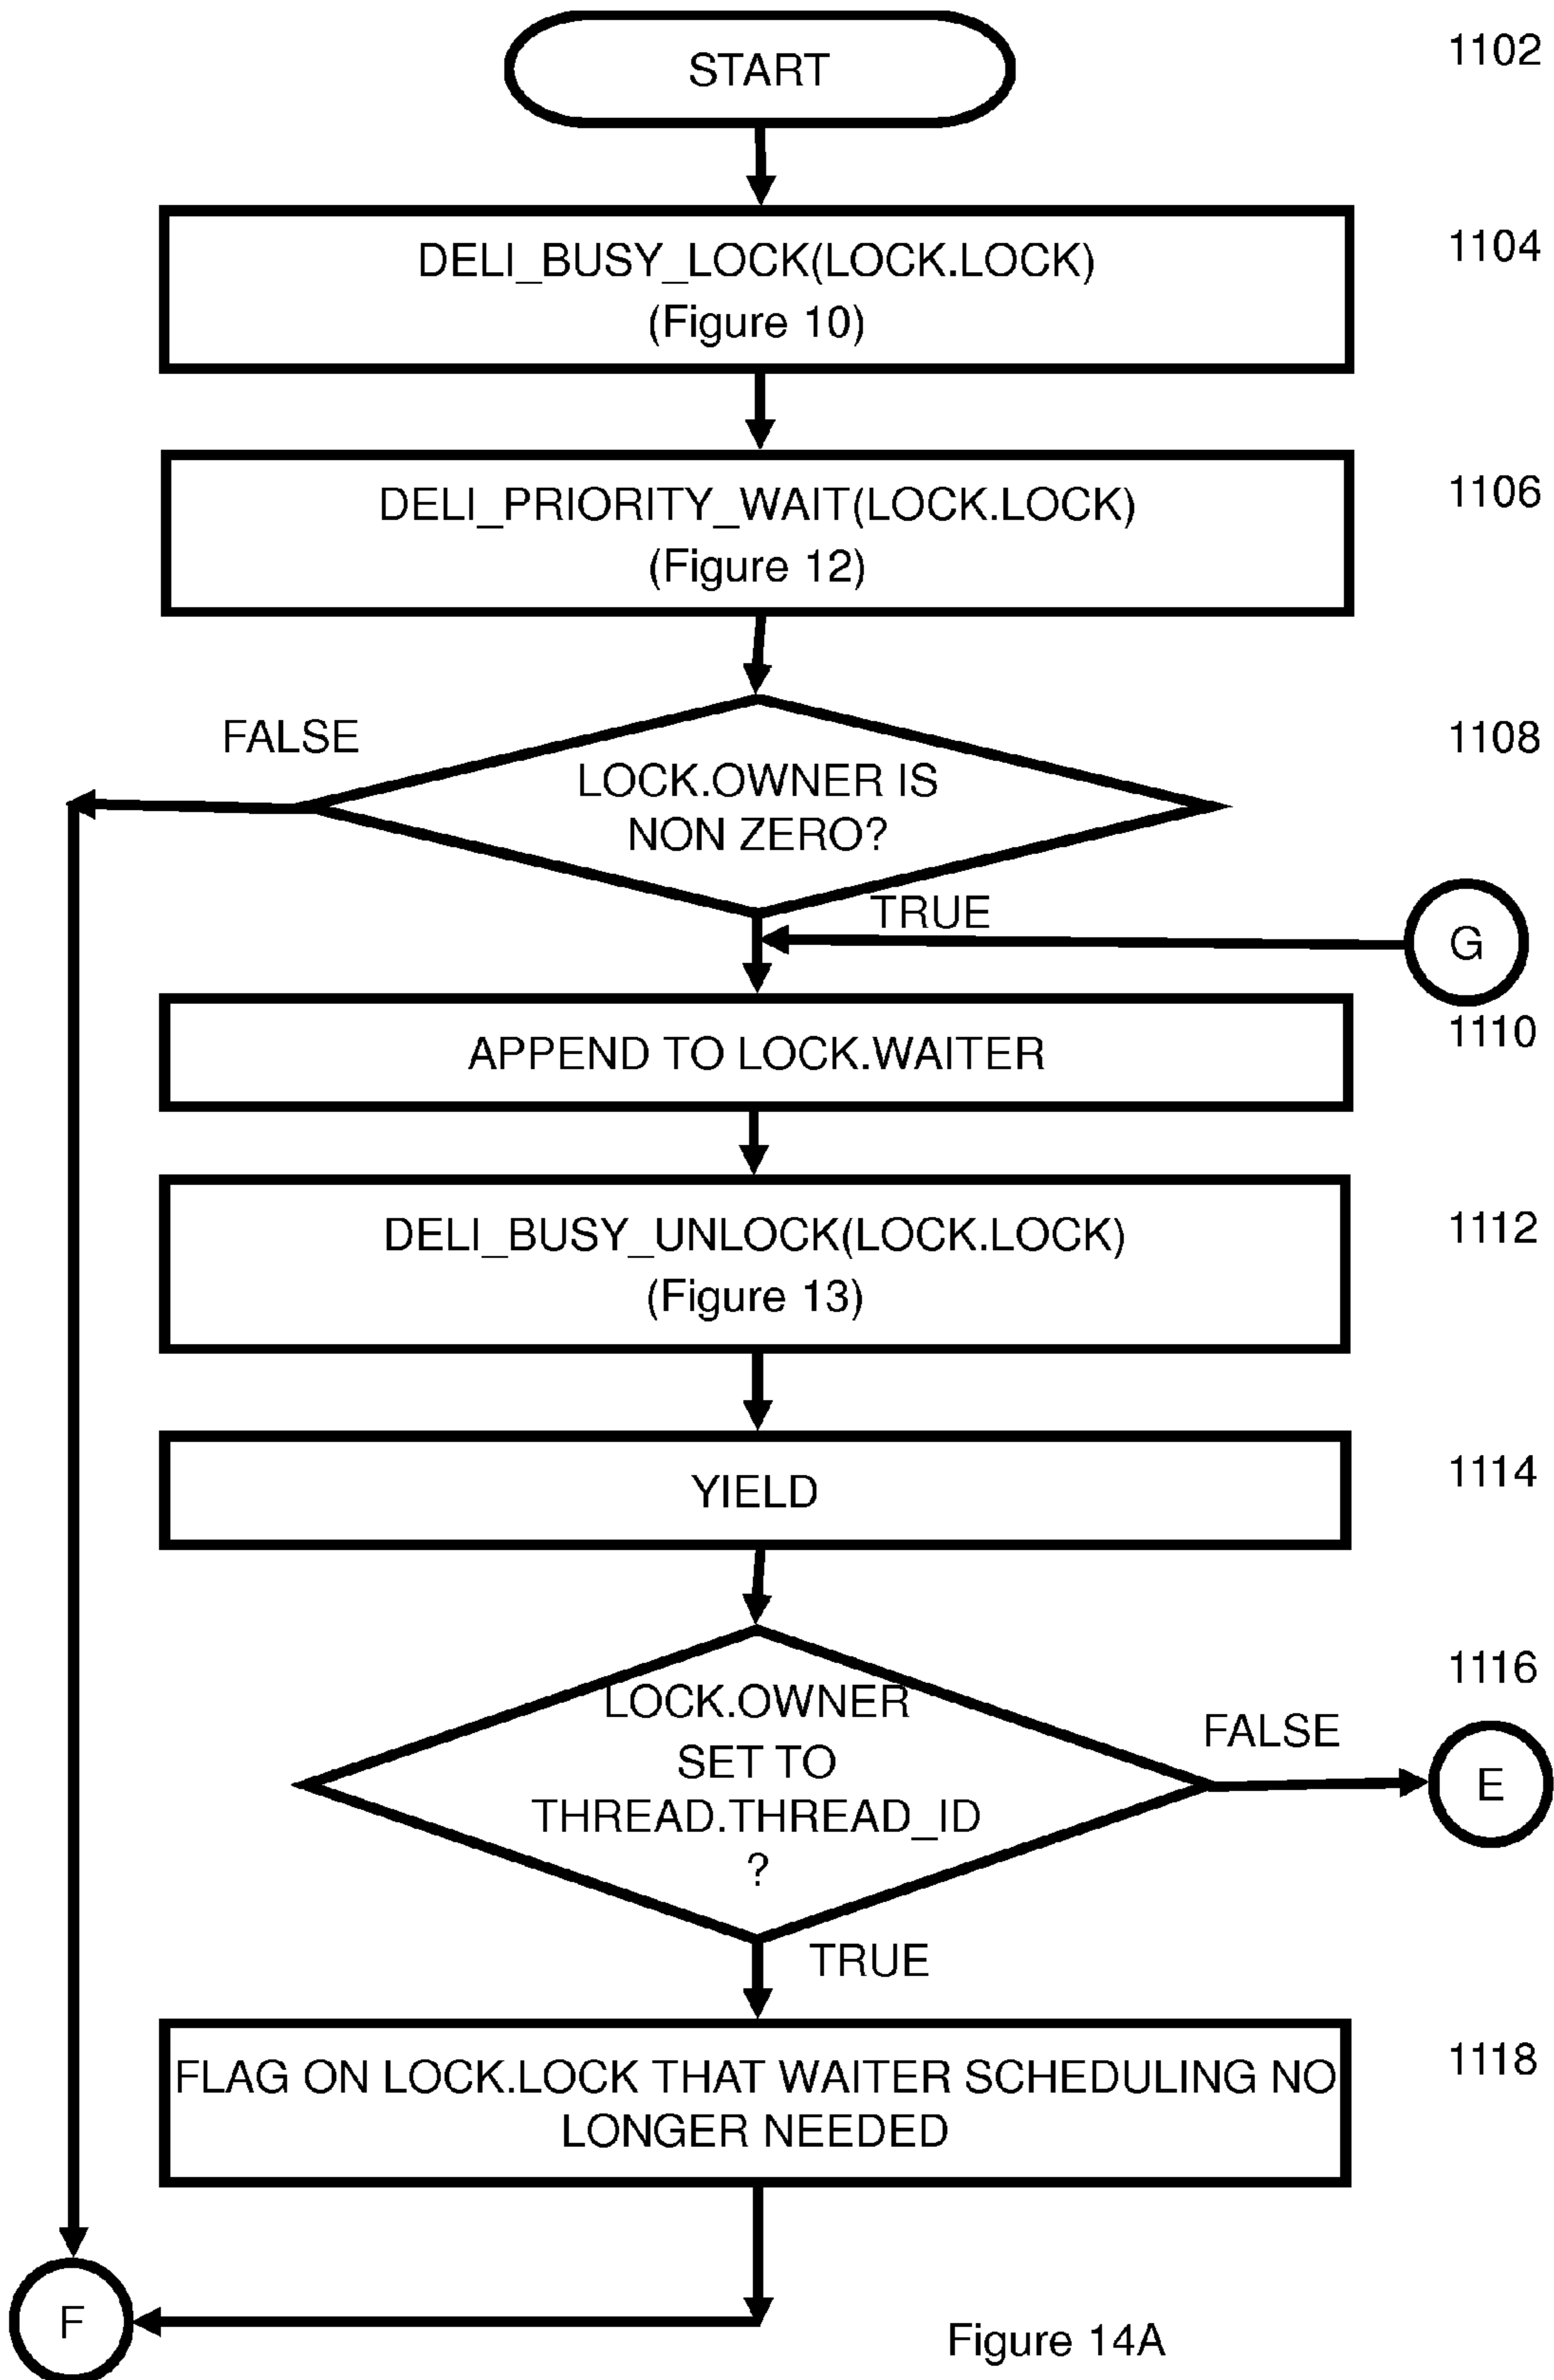 START
1102
DELI_BUSY_LOCK(LOCK.LOCK)
(Figure 10)
1104
DELI_PRIORITY_WAIT(LOCK.LOCK)
(Figure 12)
1106
FALSE
LOCK.OWNER IS
NON ZERO?
1108
TRUE
G
APPEND TO LOCK.WAITER
1110
DELI_BUSY_UNLOCK(LOCK.LOCK)
(Figure 13)
1112
YIELD
1114
LOCK.OWNER
SET TO
THREAD.THREAD_ID
?
1116
FALSE
E
TRUE
FLAG ON LOCK.LOCK THAT WAITER SCHEDULING NO
LONGER NEEDED
1118
F
Figure 14A